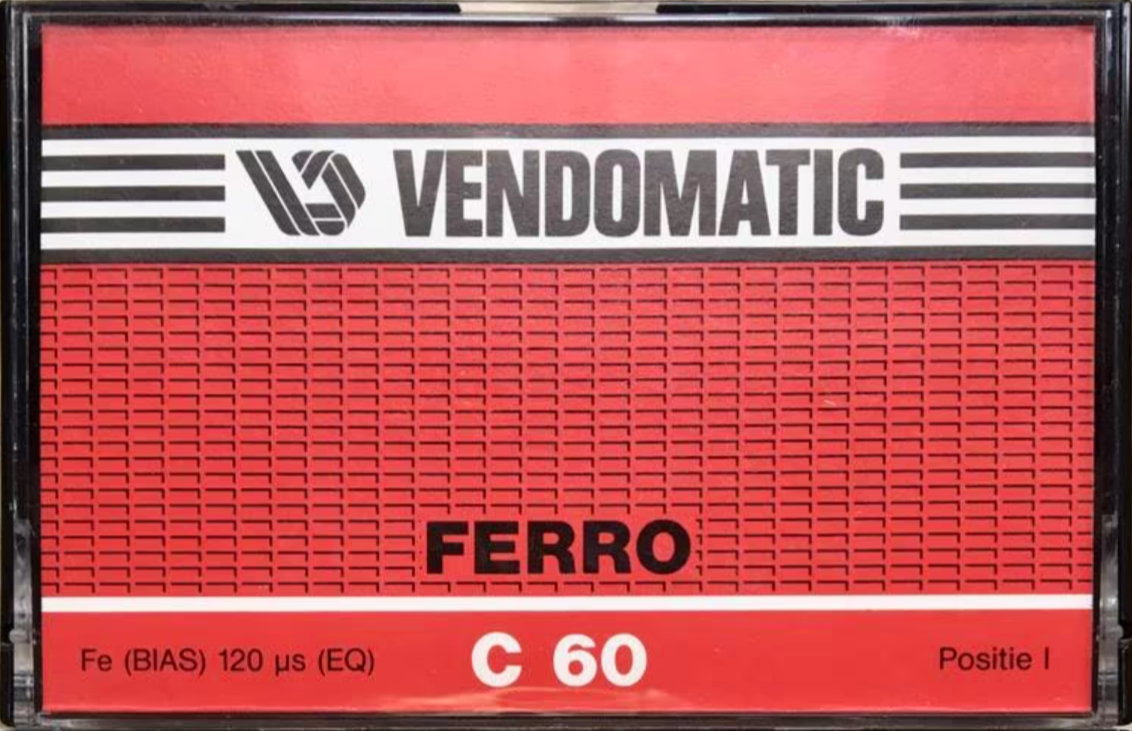 VENDOMATIC
FERRO
Fe (BIAS) 120 µs (EQ) C 60 Positie I